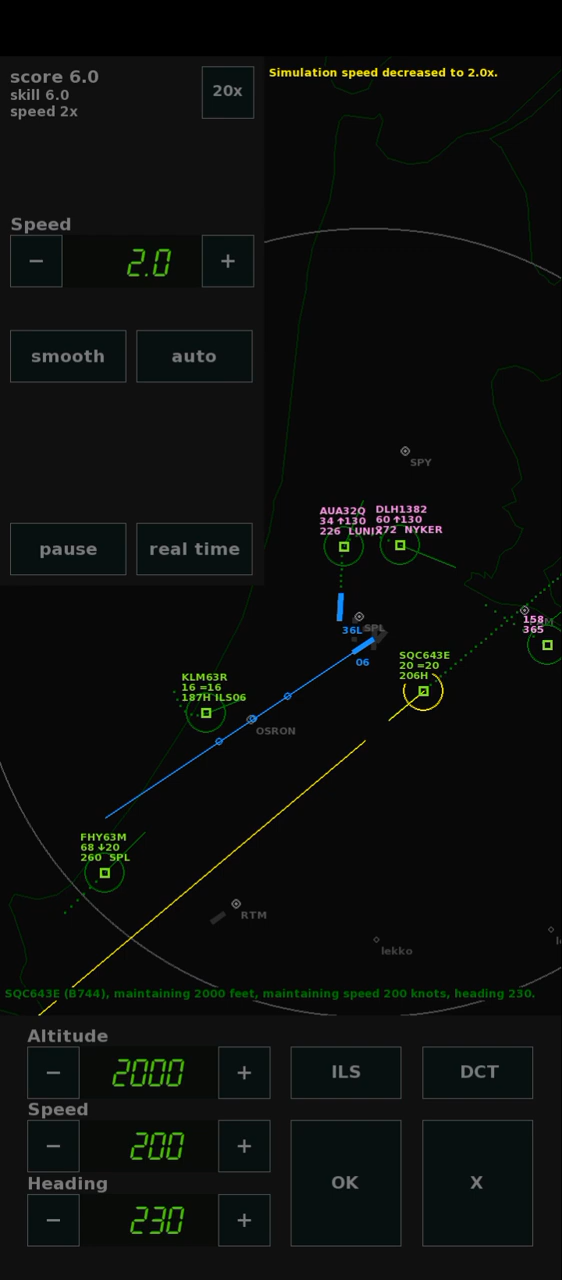 score 6.0
skill 6.0
speed 2x
20x
Simulation speed decreased to 2.0x.
Speed
− 2.0 +
smooth
auto
pause
real time
SPY
AUA32Q
34 ↑130
226 LUNIX
DLH1382
60 ↑130
272 NYKER
158
365
36L
SPL
06
SQC643E
20 =20
206H
KLM63R
16 =16
187H ILS06
OSRON
FHY63M
68 ↓20
260 SPL
RTM
lekko
SQC643E (B744), maintaining 2000 feet, maintaining speed 200 knots, heading 230.
Altitude
− 2000 +
ILS
DCT
Speed
− 200 +
OK
X
Heading
− 230 +